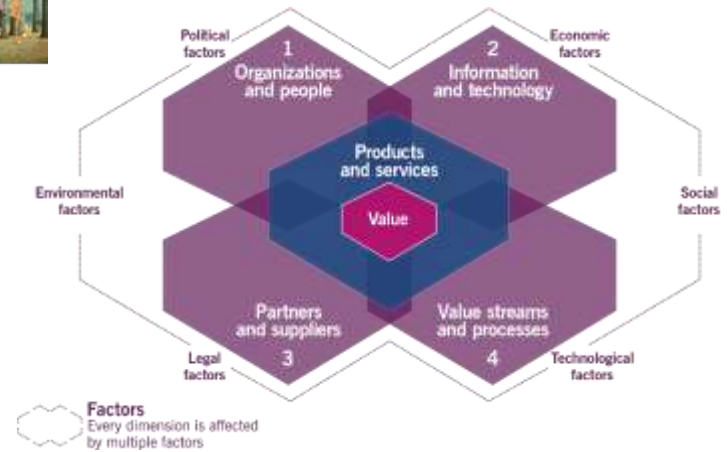 Political
factors
Economic
factors
1
Organizations
and people
2
Information
and technology
Products
and services
Value
Environmental
factors
Social
factors
Partners
and suppliers
3
Value streams
and processes
4
Legal
factors
Technological
factors
Factors
Every dimension is affected
by multiple factors